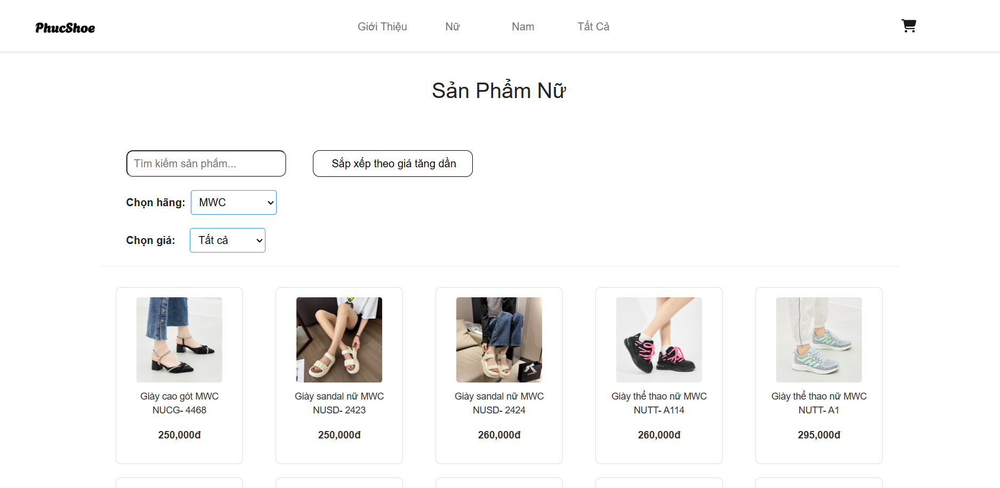 PhucShoe
Giới Thiệu
Nữ
Nam
Tất Cả
Sản Phẩm Nữ
Tìm kiếm sản phẩm...
Sắp xếp theo giá tăng dần
Chọn hãng:
MWC
Chọn giá:
Tất cả
Giày cao gót MWC
NUCG- 4468
250,000đ
Giày sandal nữ MWC
NUSD- 2423
250,000đ
Giày sandal nữ MWC
NUSD- 2424
260,000đ
Giày thể thao nữ MWC
NUTT- A114
260,000đ
Giày thể thao nữ MWC
NUTT- A1
295,000đ